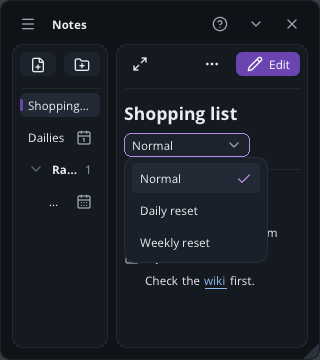 Notes
Edit
Shopping...
Dailies
Ra... 1
...
Shopping list
Normal
Normal
Daily reset
Weekly reset
Check the wiki first.